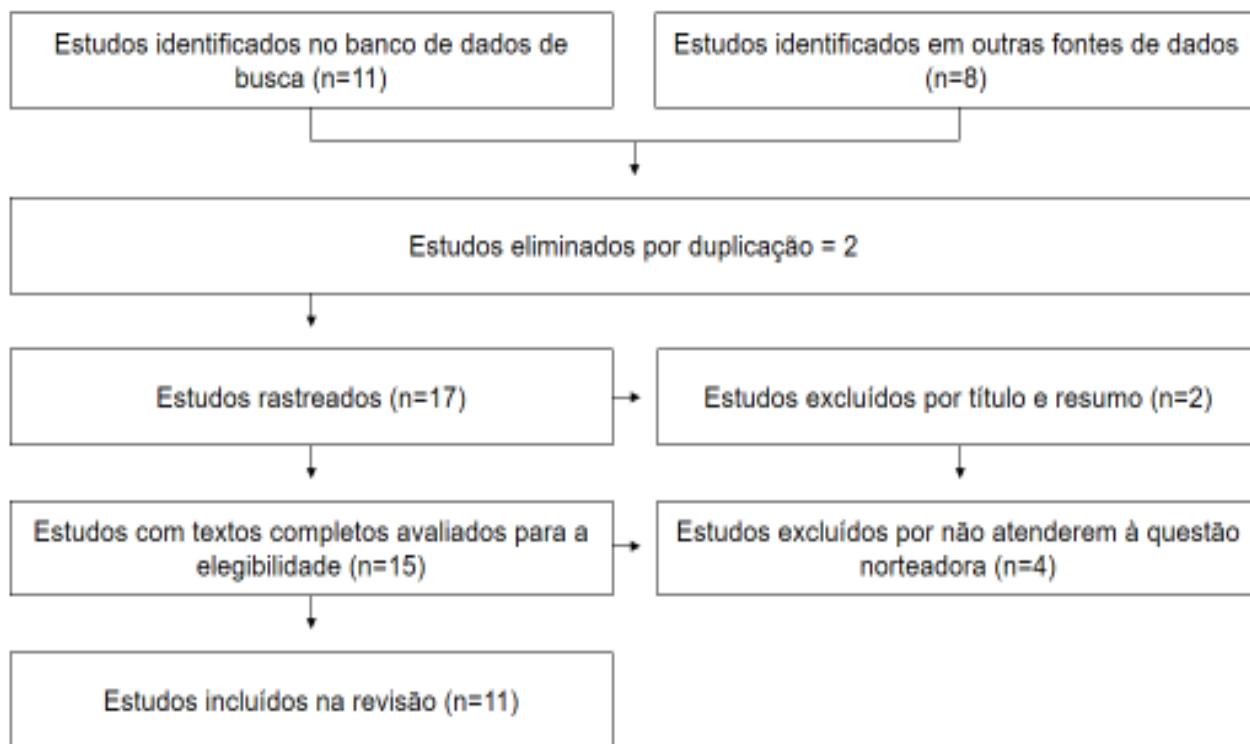 Estudos identificados no banco de dados de
busca (n=11)
Estudos identificados em outras fontes de dados
(n=8)
Estudos eliminados por duplicação = 2
Estudos rastreados (n=17)
Estudos excluídos por título e resumo (n=2)
Estudos com textos completos avaliados para a
elegibilidade (n=15)
Estudos excluídos por não atenderem à questão
norteadora (n=4)
Estudos incluídos na revisão (n=11)